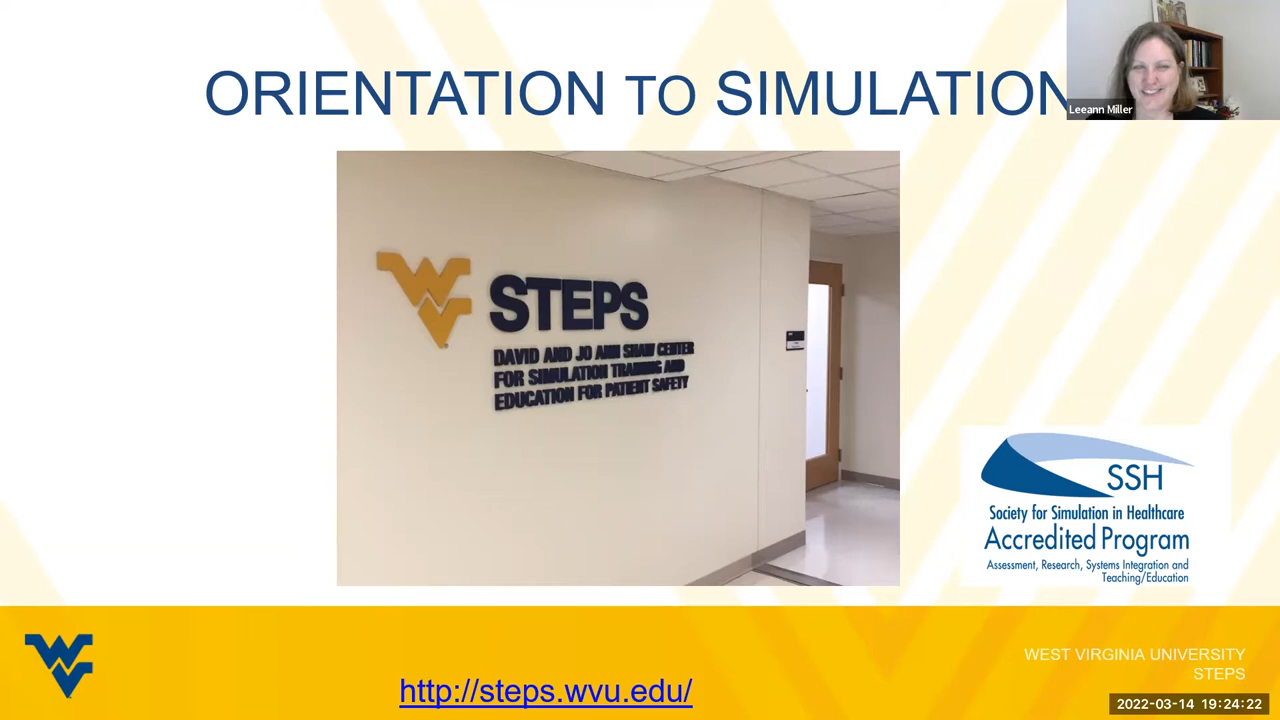 ORIENTATION TO SIMULATION
Leeann Miller
WV
STEPS
DAVID AND JO ANN SHAW CENTER
FOR SIMULATION TRAINING AND
EDUCATION FOR PATIENT SAFETY
SSH
Society for Simulation in Healthcare
Accredited Program
Assessment, Research, Systems Integration and
Teaching/Education
WV
WEST VIRGINIA UNIVERSITY
STEPS
http://steps.wvu.edu/
2022-03-14 19:24:22